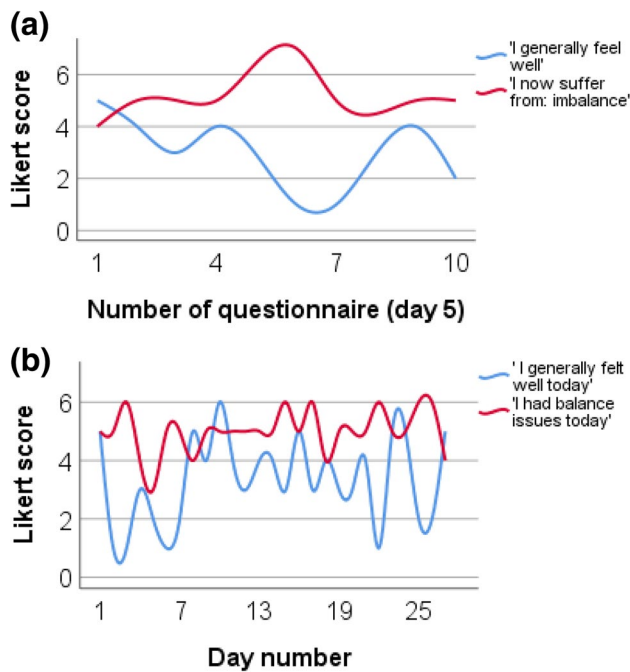 (a)
6
4
2
0
Likert score
1 4 7 10
Number of questionnaire (day 5)
'I generally feel
well'
'I now suffer
from: imbalance'
(b)
6
4
2
0
Likert score
1 7 13 19 25
Day number
' I generally felt
well today'
'I had balance
issues today'